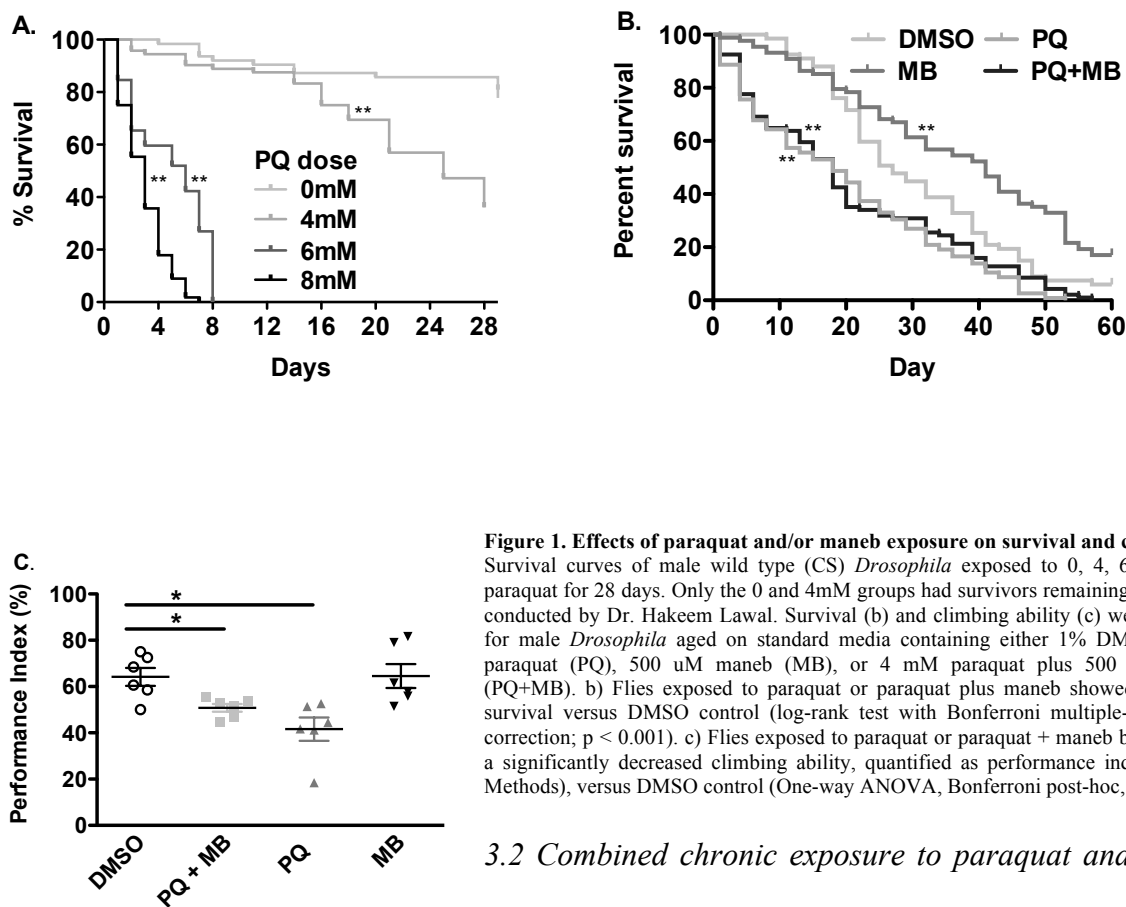 A.
100
80
60
40
20
0
% Survival
**
**
**
PQ dose
0mM
4mM
6mM
8mM
0 4 8 12 16 20 24 28
Days
B.
100
80
60
40
20
0
Percent survival
DMSO PQ
MB PQ+MB
**
**
**
0 10 20 30 40 50 60
Day
C.
100
80
60
40
20
0
Performance Index (%)
*
*
DMSO
PQ + MB
PQ
MB
Figure 1. Effects of paraquat and/or maneb exposure on survival and c
Survival curves of male wild type (CS) Drosophila exposed to 0, 4, 6
paraquat for 28 days. Only the 0 and 4mM groups had survivors remaining
conducted by Dr. Hakeem Lawal. Survival (b) and climbing ability (c) we
for male Drosophila aged on standard media containing either 1% DM
paraquat (PQ), 500 uM maneb (MB), or 4 mM paraquat plus 500
(PQ+MB). b) Flies exposed to paraquat or paraquat plus maneb showe
survival versus DMSO control (log-rank test with Bonferroni multiple-
correction; p < 0.001). c) Flies exposed to paraquat or paraquat + maneb b
a significantly decreased climbing ability, quantified as performance inc
Methods), versus DMSO control (One-way ANOVA, Bonferroni post-hoc,
3.2 Combined chronic exposure to paraquat and